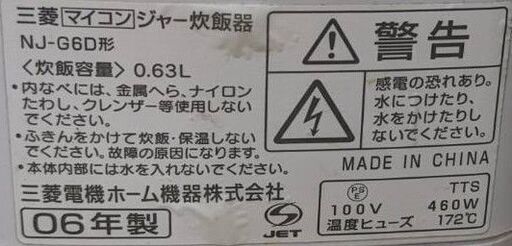 三菱マイコンジャー炊飯器
NJ-G6D形
〈炊飯容量〉0.63L
・内なべには、金属へら、ナイロン
たわし、クレンザー等使用しない
でください。
・ふきんをかけて炊飯・保温しない
でください。故障の原因になります。
・本体内部には水を入れないでください。
三菱電機ホーム機器株式会社
06年製
JET
警告
感電の恐れあり。
水につけたり、
水をかけたりし
ないでください。
MADE IN CHINA
PSE TTS
100V 460W
温度ヒューズ 172℃